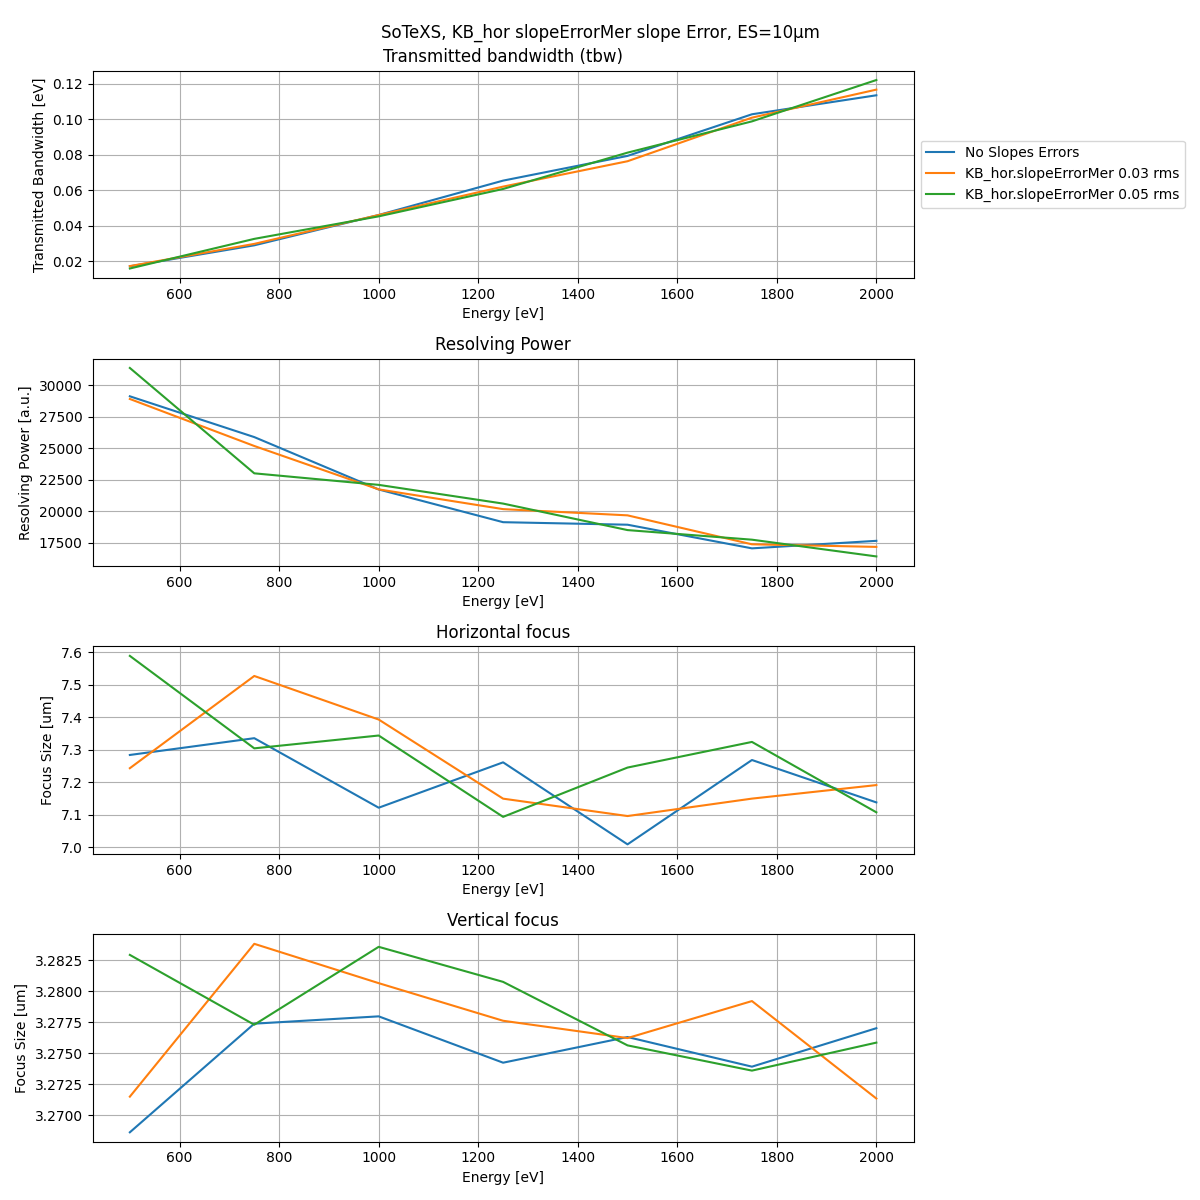 SoTeXS, KB_hor slopeErrorMer slope Error, ES=10μm
Transmitted bandwidth (tbw)
Transmitted Bandwidth [eV]
0.12
0.10
0.08
0.06
0.04
0.02
600 800 1000 1200 1400 1600 1800 2000
Energy [eV]
No Slopes Errors
KB_hor.slopeErrorMer 0.03 rms
KB_hor.slopeErrorMer 0.05 rms
Resolving Power
Resolving Power [a.u.]
30000
27500
25000
22500
20000
17500
600 800 1000 1200 1400 1600 1800 2000
Energy [eV]
Horizontal focus
Focus Size [um]
7.6
7.5
7.4
7.3
7.2
7.1
7.0
600 800 1000 1200 1400 1600 1800 2000
Energy [eV]
Vertical focus
Focus Size [um]
3.2825
3.2800
3.2775
3.2750
3.2725
3.2700
600 800 1000 1200 1400 1600 1800 2000
Energy [eV]